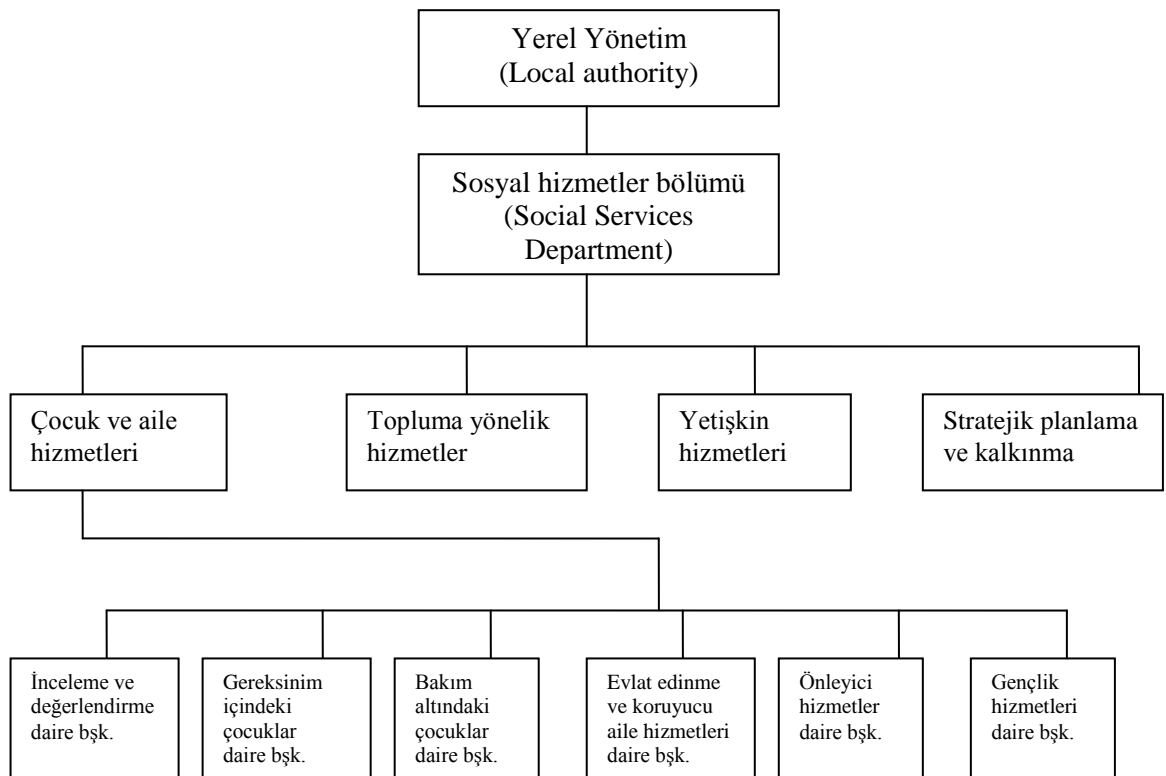 Yerel Yönetim
(Local authority)
Sosyal hizmetler bölümü
(Social Services
Department)
Çocuk ve aile
hizmetleri
Topluma yönelik
hizmetler
Yetişkin
hizmetleri
Stratejik planlama
ve kalkınma
İnceleme ve
değerlendirme
daire bşk.
Gereksinim
içindeki
çocuklar
daire bşk.
Bakım
altındaki
çocuklar
daire bşk.
Evlat edinme
ve koruyucu
aile hizmetleri
daire bşk.
Önleyici
hizmetler
daire bşk.
Gençlik
hizmetleri
daire bşk.